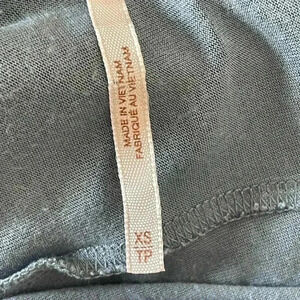 MADE IN VIETNAM
FABRIQUÉ AU VIETNAM
XS
TP